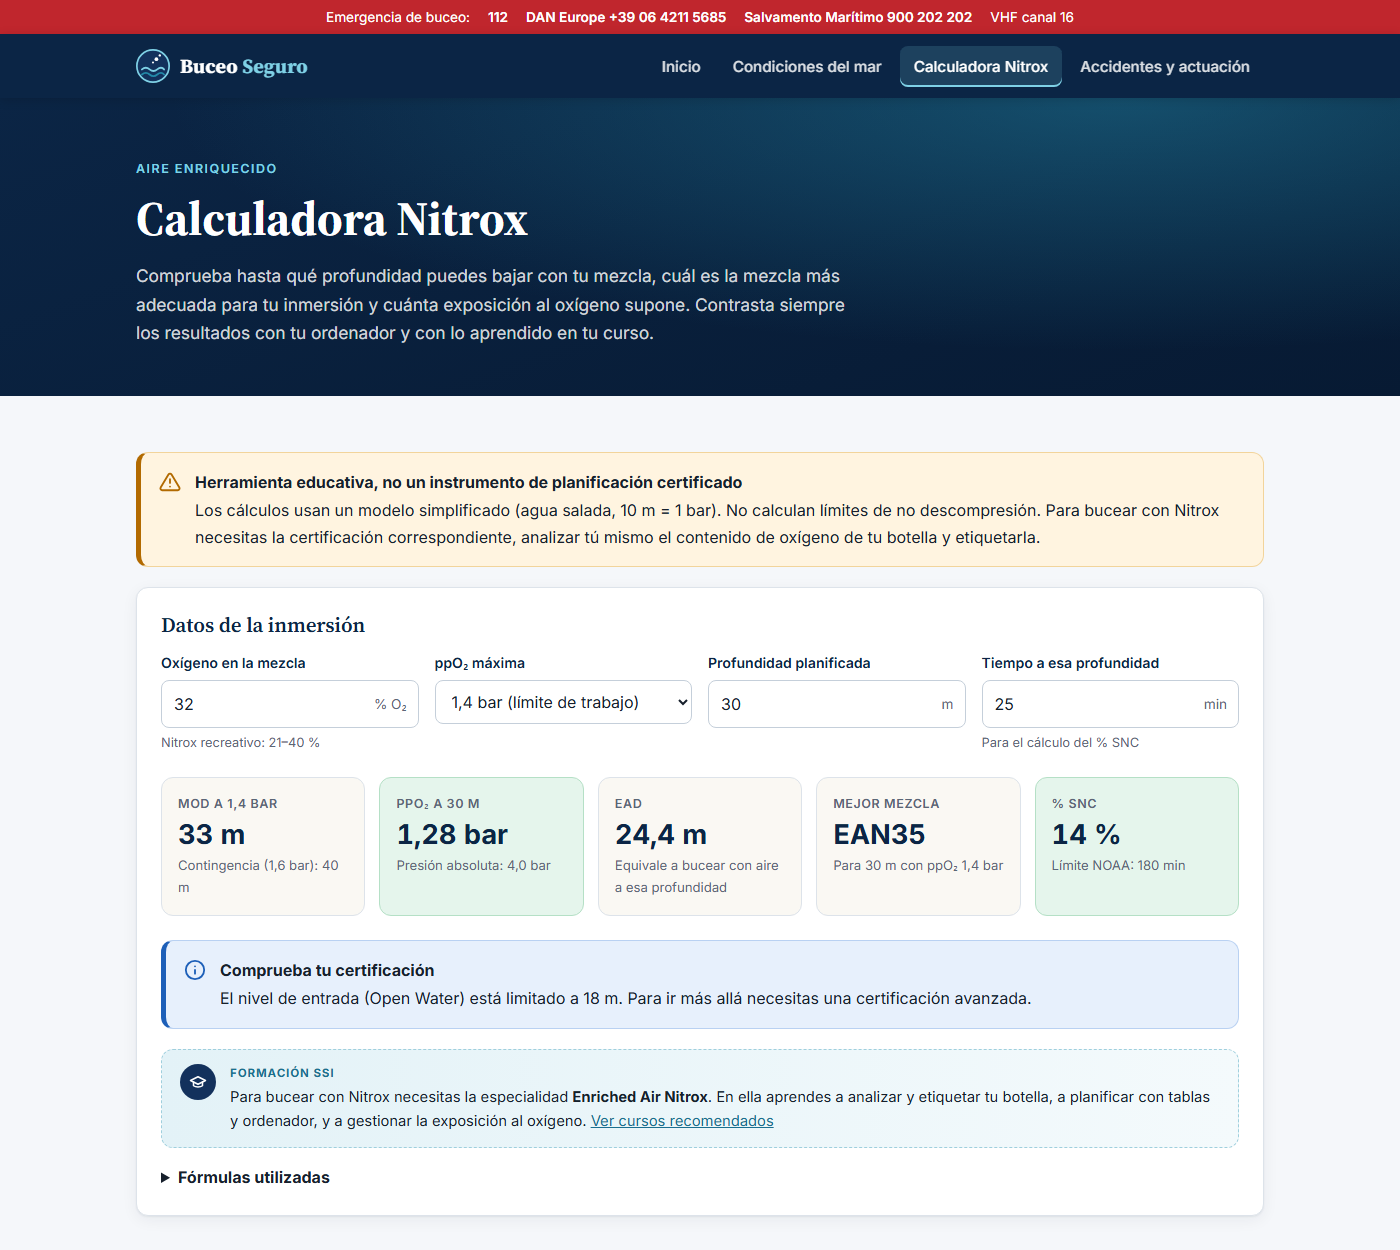 Emergencia de buceo: 112 DAN Europe +39 06 4211 5685 Salvamento Marítimo 900 202 202 VHF canal 16
Buceo Seguro
Inicio Condiciones del mar Calculadora Nitrox Accidentes y actuación
AIRE ENRIQUECIDO
Calculadora Nitrox
Comprueba hasta qué profundidad puedes bajar con tu mezcla, cuál es la mezcla más
adecuada para tu inmersión y cuánta exposición al oxígeno supone. Contrasta siempre
los resultados con tu ordenador y con lo aprendido en tu curso.
Herramienta educativa, no un instrumento de planificación certificado
Los cálculos usan un modelo simplificado (agua salada, 10 m = 1 bar). No calculan límites de no descompresión. Para bucear con Nitrox
necesitas la certificación correspondiente, analizar tú mismo el contenido de oxígeno de tu botella y etiquetarla.
Datos de la inmersión
Oxígeno en la mezcla
32 % O₂
Nitrox recreativo: 21–40 %
ppO₂ máxima
1,4 bar (límite de trabajo)
Profundidad planificada
30 m
Tiempo a esa profundidad
25 min
Para el cálculo del % SNC
MOD A 1,4 BAR
33 m
Contingencia (1,6 bar): 40
m
PPO₂ A 30 M
1,28 bar
Presión absoluta: 4,0 bar
EAD
24,4 m
Equivale a bucear con aire
a esa profundidad
MEJOR MEZCLA
EAN35
Para 30 m con ppO₂ 1,4 bar
% SNC
14 %
Límite NOAA: 180 min
Comprueba tu certificación
El nivel de entrada (Open Water) está limitado a 18 m. Para ir más allá necesitas una certificación avanzada.
FORMACIÓN SSI
Para bucear con Nitrox necesitas la especialidad Enriched Air Nitrox. En ella aprendes a analizar y etiquetar tu botella, a planificar con tablas
y ordenador, y a gestionar la exposición al oxígeno. Ver cursos recomendados
Fórmulas utilizadas